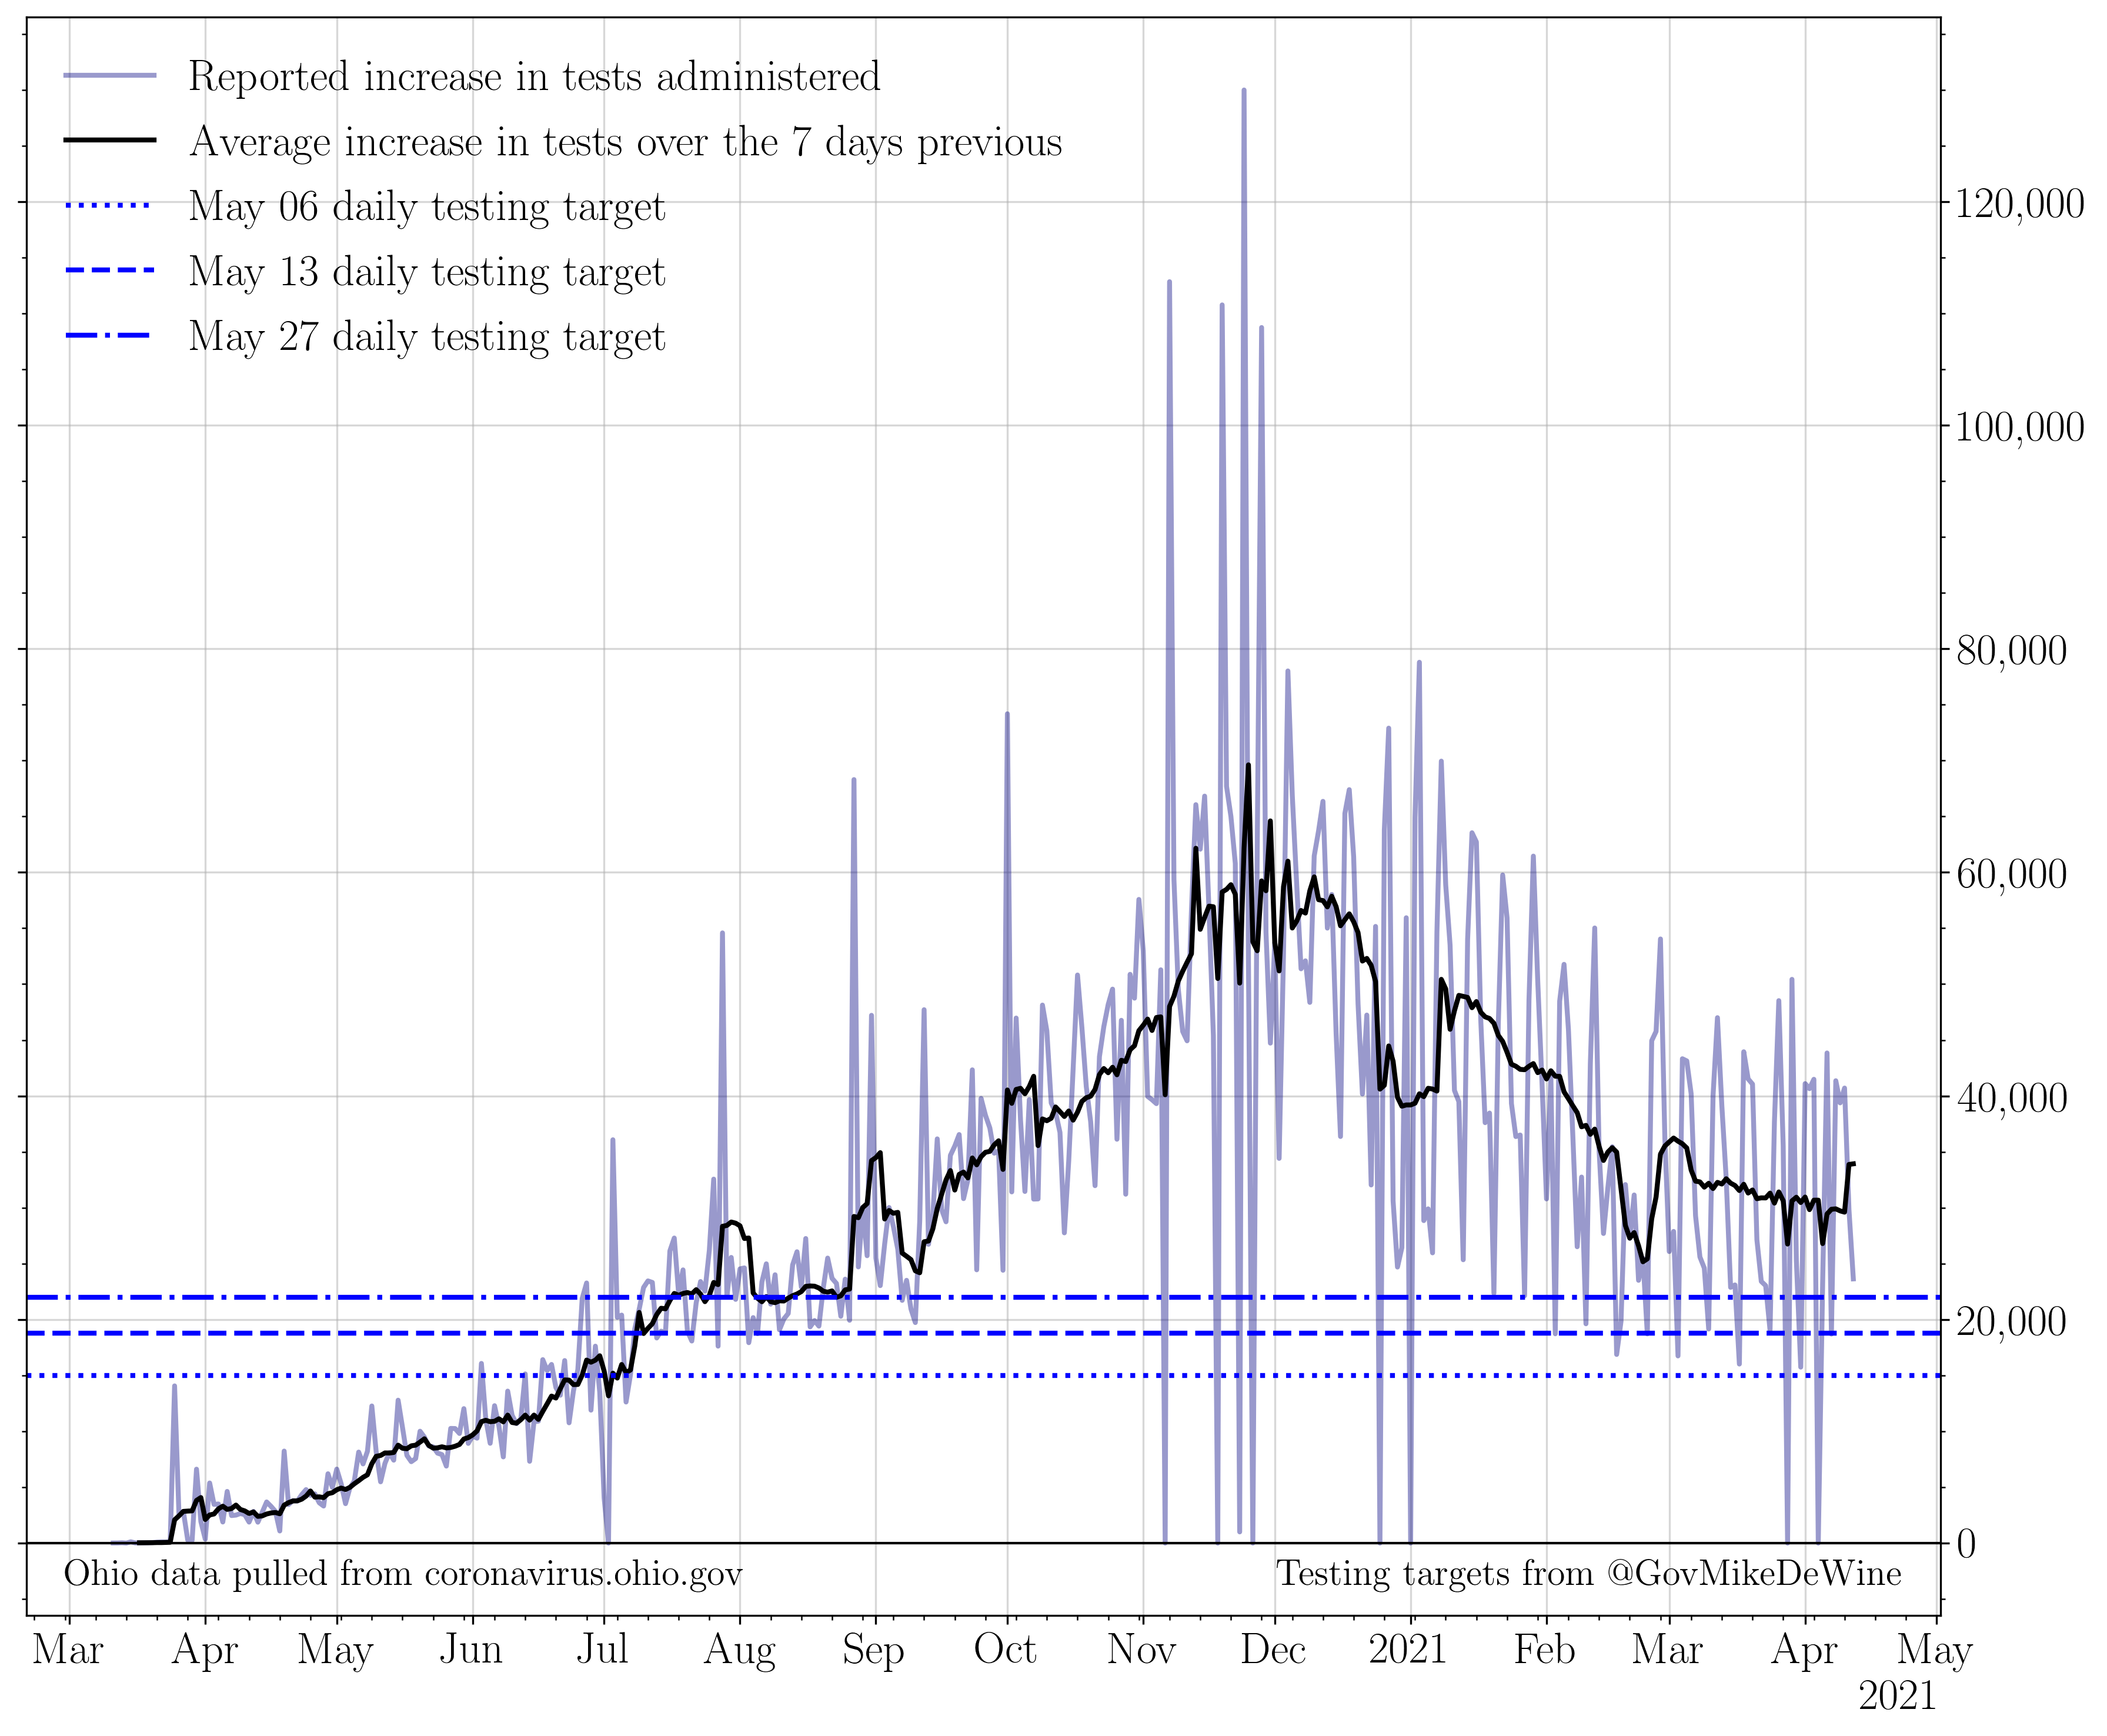 Reported increase in tests administered
Average increase in tests over the 7 days previous
May 06 daily testing target
May 13 daily testing target
May 27 daily testing target
120,000
100,000
80,000
60,000
40,000
20,000
0
Ohio data pulled from coronavirus.ohio.gov
Testing targets from @GovMikeDeWine
Mar Apr May Jun Jul Aug Sep Oct Nov Dec 2021 Feb Mar Apr May
2021